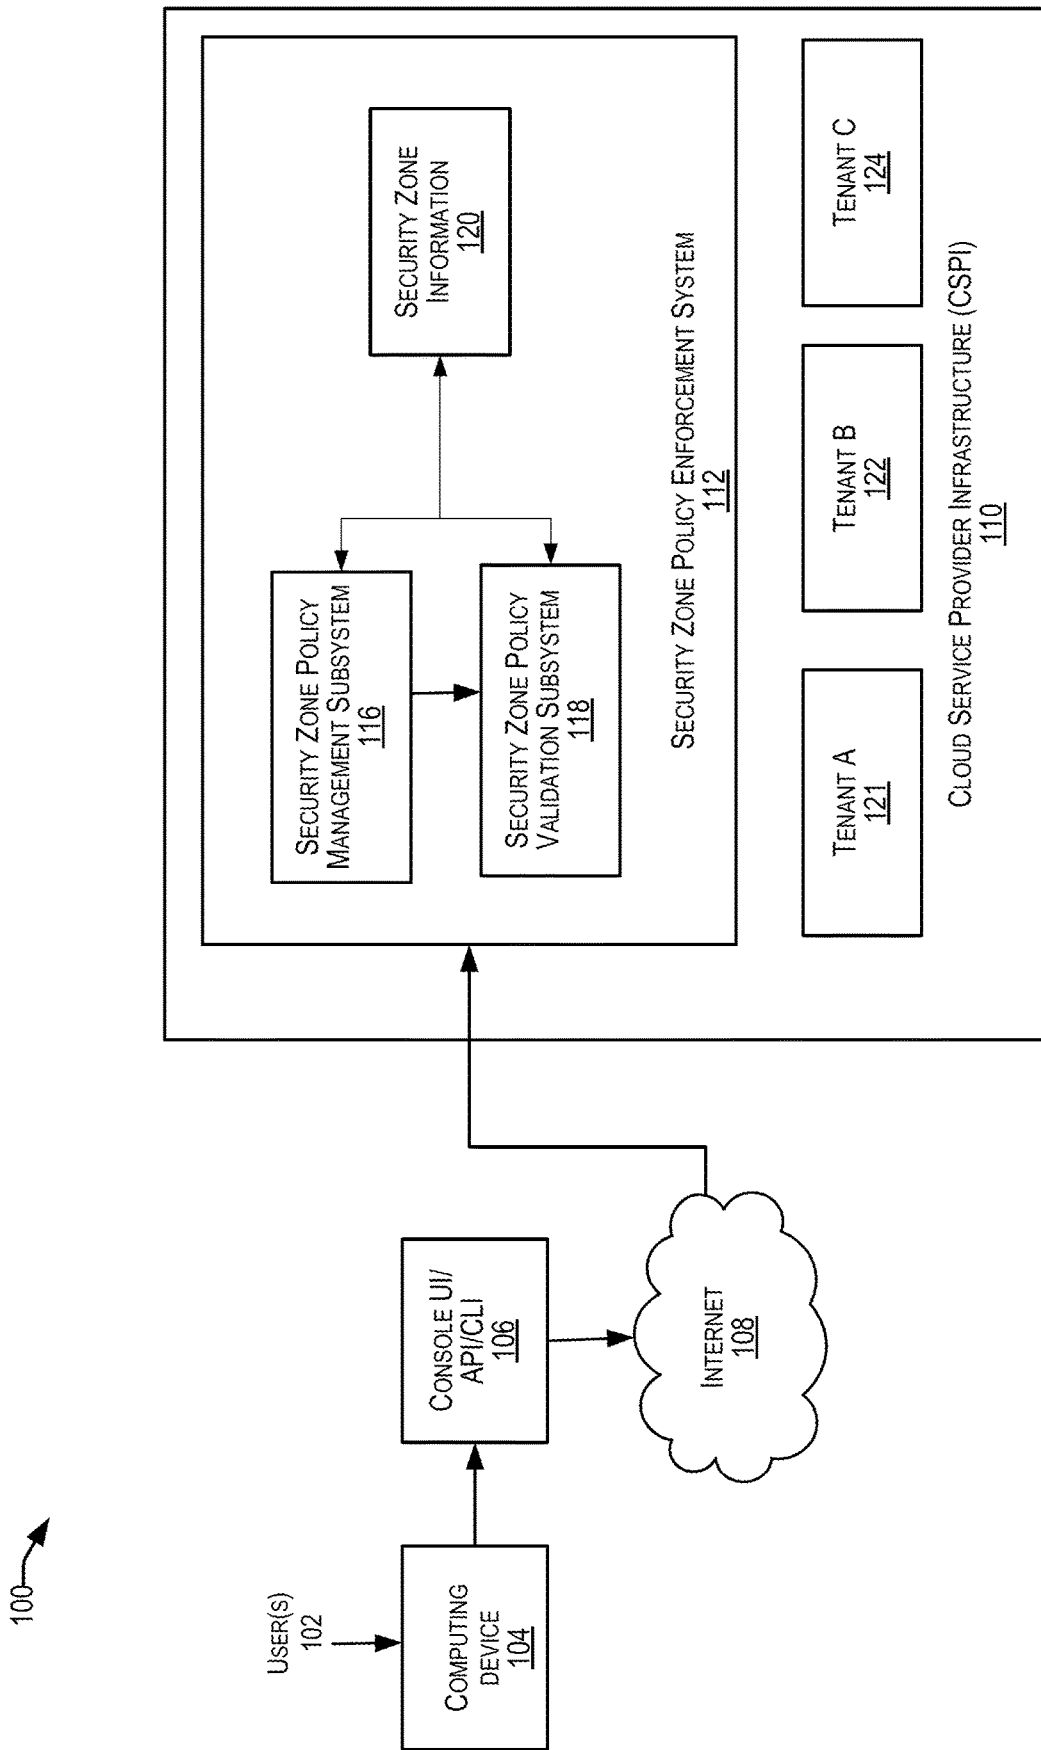 100
USER(S)
102
COMPUTING
DEVICE
104
CONSOLE UI/
API/CLI
106
INTERNET
108
SECURITY ZONE POLICY
MANAGEMENT SUBSYSTEM
116
SECURITY ZONE POLICY
VALIDATION SUBSYSTEM
118
SECURITY ZONE
INFORMATION
120
SECURITY ZONE POLICY ENFORCEMENT SYSTEM
112
TENANT A
121
TENANT B
122
TENANT C
124
CLOUD SERVICE PROVIDER INFRASTRUCTURE (CSPI)
110